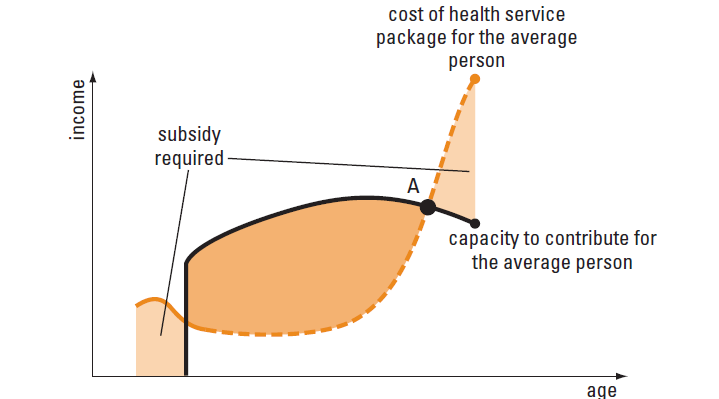 cost of health service
package for the average
person
income
subsidy
required
A
capacity to contribute for
the average person
age